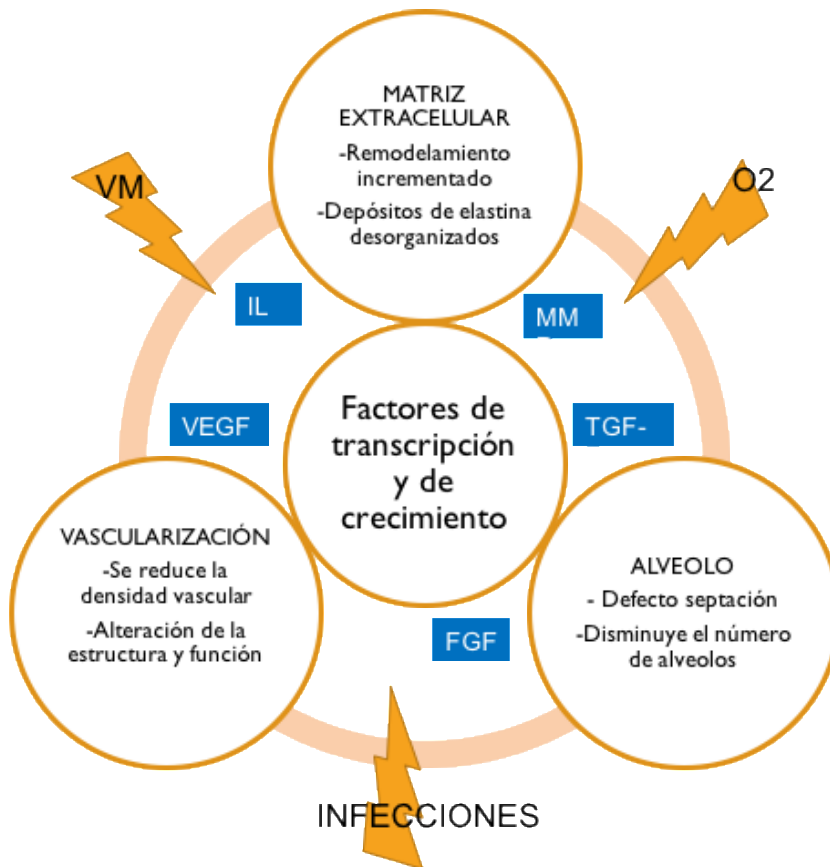 MATRIZ
EXTRACELULAR
-Remodelamiento
incrementado
-Depósitos de elastina
desorganizados
VM
O2
IL
MM
VEGF
TGF-
Factores de
transcripción
y de
crecimiento
VASCULARIZACIÓN
-Se reduce la
densidad vascular
-Alteración de la
estructura y función
ALVEOLO
- Defecto septación
-Disminuye el número
de alveolos
FGF
INFECCIONES